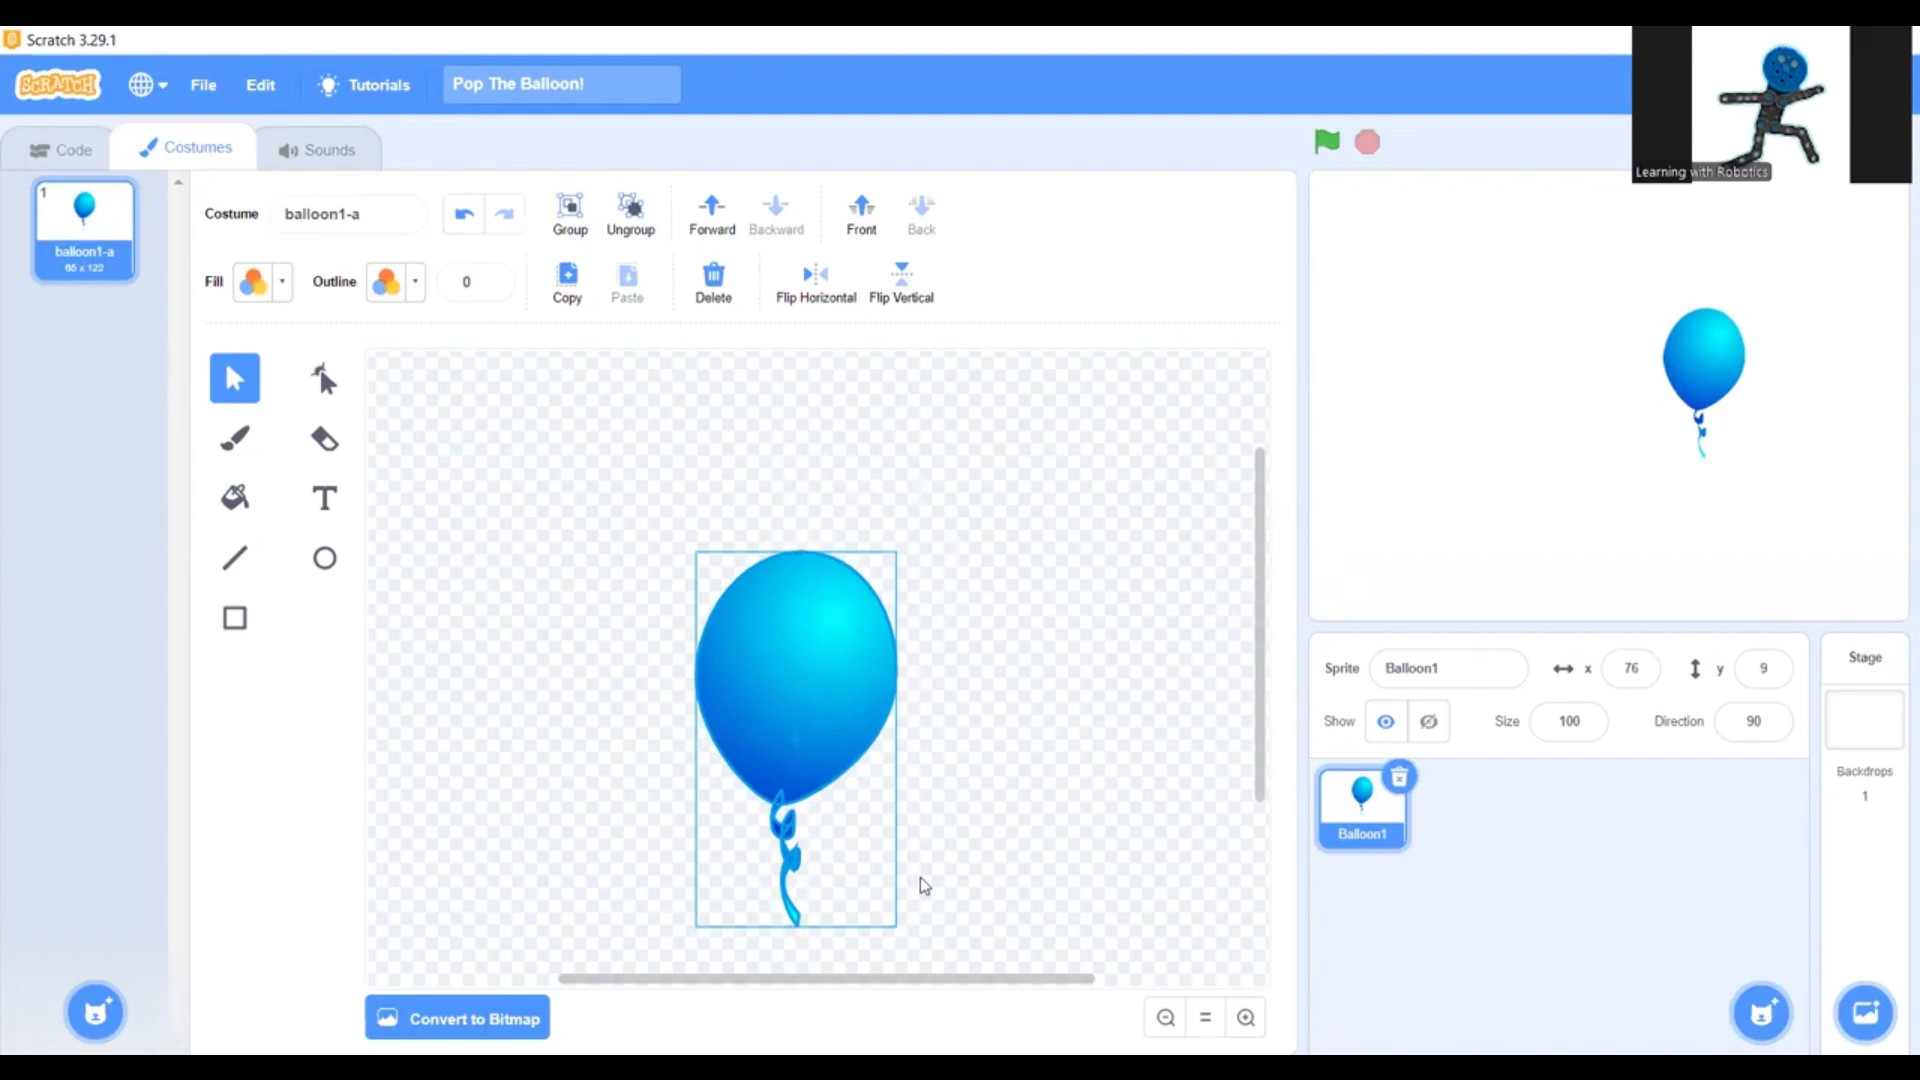 Scratch 3.29.1
SCRATCH File Edit Tutorials Pop The Balloon!
Code Costumes Sounds
Learning with Robotics
1
balloon1-a
65 x 122
Costume balloon1-a Group Ungroup Forward Backward Front Back
Fill Outline 0 Copy Paste Delete Flip Horizontal Flip Vertical
T
Sprite Balloon1 x 76 y 9
Show Size 100 Direction 90
Balloon1
Stage
Backdrops
1
Convert to Bitmap